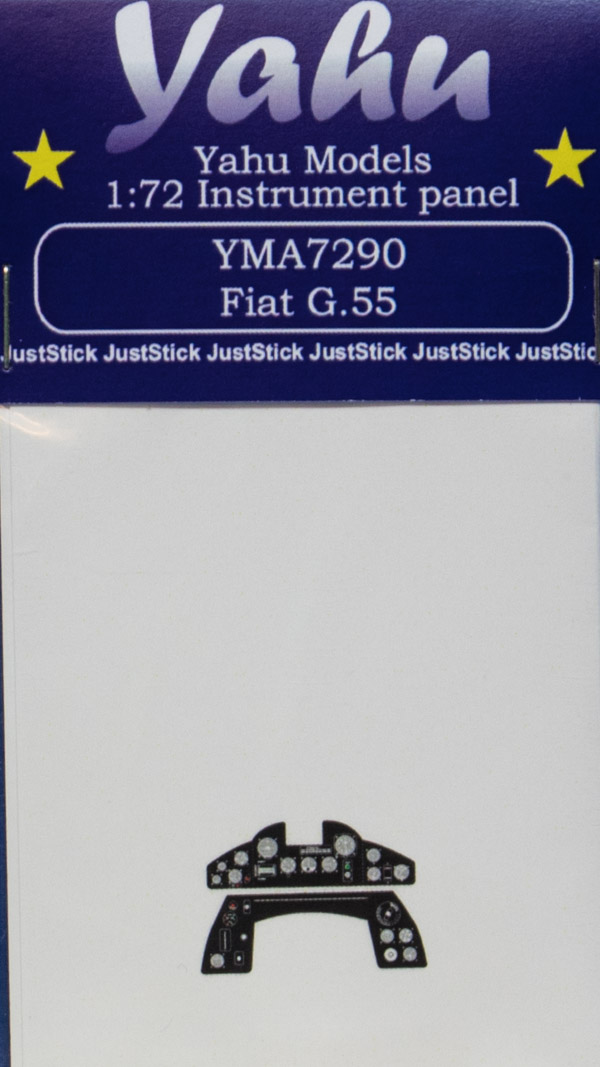 Yahu
Yahu Models
1:72 Instrument panel
YMA7290
Fiat G.55
JustStick JustStick JustStick JustStick JustStick JustStic